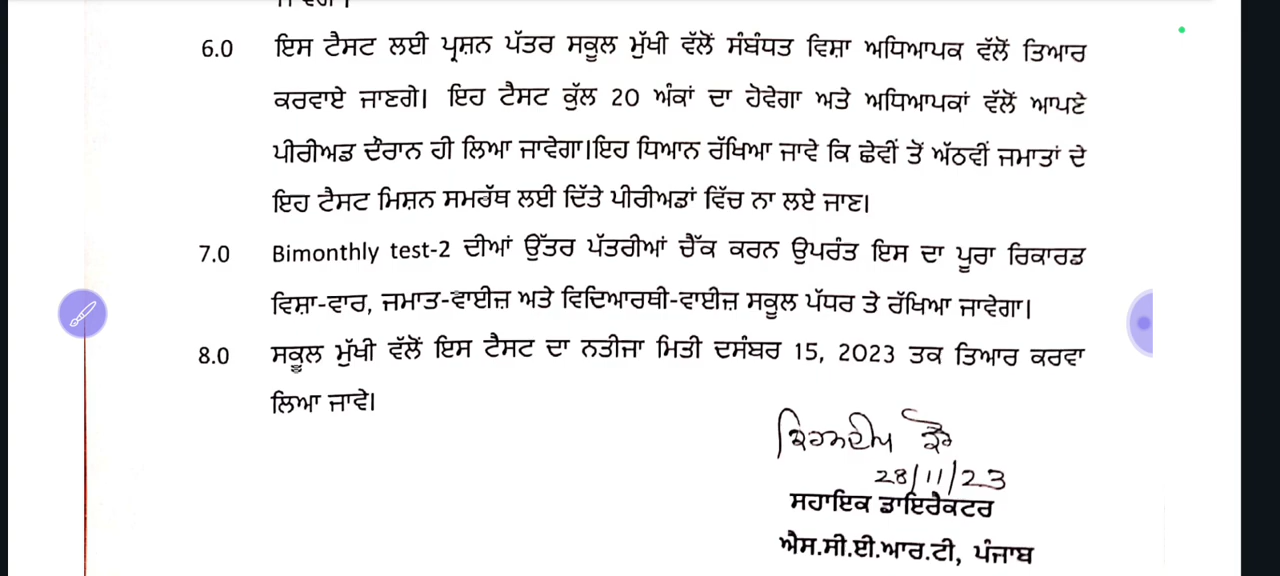 6.0 ਇਸ ਟੈਸਟ ਲਈ ਪ੍ਰਸ਼ਨ ਪੱਤਰ ਸਕੂਲ ਮੁੱਖੀ ਵੱਲੋਂ ਸੰਬੰਧਤ ਵਿਸ਼ਾ ਅਧਿਆਪਕ ਵੱਲੋਂ ਤਿਆਰ
ਕਰਵਾਏ ਜਾਣਗੇ। ਇਹ ਟੈਸਟ ਕੁੱਲ 20 ਅੰਕਾਂ ਦਾ ਹੋਵੇਗਾ ਅਤੇ ਅਧਿਆਪਕਾਂ ਵੱਲੋਂ ਆਪਣੇ
ਪੀਰੀਅਡ ਦੌਰਾਨ ਹੀ ਲਿਆ ਜਾਵੇਗਾ।ਇਹ ਧਿਆਨ ਰੱਖਿਆ ਜਾਵੇ ਕਿ ਛੇਵੀਂ ਤੋਂ ਅੱਠਵੀਂ ਜਮਾਤਾਂ ਦੇ
ਇਹ ਟੈਸਟ ਮਿਸ਼ਨ ਸਮਰੱਥ ਲਈ ਦਿੱਤੇ ਪੀਰੀਅਡਾਂ ਵਿੱਚ ਨਾ ਲਏ ਜਾਣ।
7.0 Bimonthly test-2 ਦੀਆਂ ਉੱਤਰ ਪੱਤਰੀਆਂ ਚੈੱਕ ਕਰਨ ਉਪਰੰਤ ਇਸ ਦਾ ਪੂਰਾ ਰਿਕਾਰਡ
ਵਿਸ਼ਾ-ਵਾਰ, ਜਮਾਤ-ਵਾਈਜ਼ ਅਤੇ ਵਿਦਿਆਰਥੀ-ਵਾਈਜ਼ ਸਕੂਲ ਪੱਧਰ ਤੇ ਰੱਖਿਆ ਜਾਵੇਗਾ।
8.0 ਸਕੂਲ ਮੁੱਖੀ ਵੱਲੋਂ ਇਸ ਟੈਸਟ ਦਾ ਨਤੀਜਾ ਮਿਤੀ ਦਸੰਬਰ 15, 2023 ਤਕ ਤਿਆਰ ਕਰਵਾ
ਲਿਆ ਜਾਵੇ।
ਕੌਰ
28/11/23
ਸਹਾਇਕ ਡਾਇਰੈਕਟਰ
ਐਸ.ਸੀ.ਈ.ਆਰ.ਟੀ, ਪੰਜਾਬ